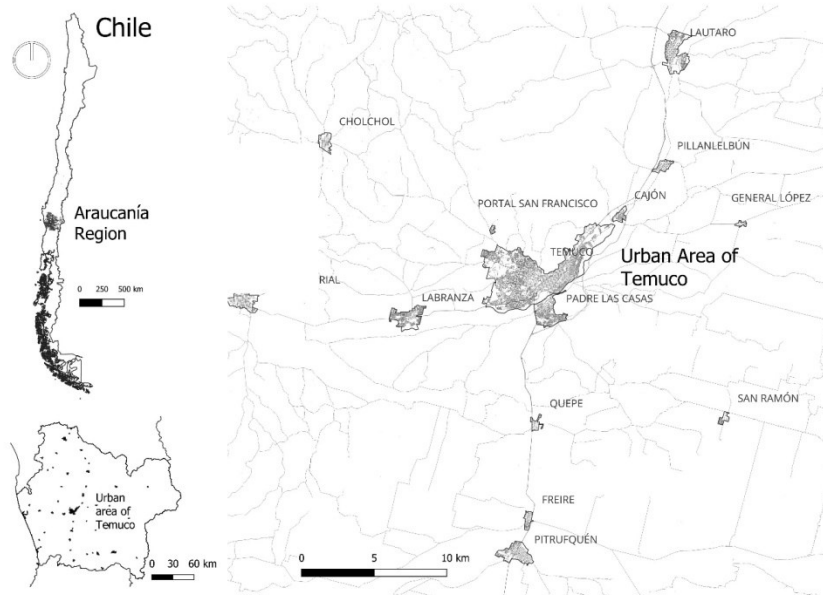 Chile
Araucanía
Region
0 250 500 km
Urban
area of
Temuco
0 30 60 km
LAUTARO
CHOLCHOL
PILLANLELBÚN
CAJÓN
GENERAL LÓPEZ
PORTAL SAN FRANCISCO
TEMUCO
Urban Area of
Temuco
RIAL
LABRANZA
PADRE LAS CASAS
QUEPE
SAN RAMÓN
FREIRE
PITRUFQUÉN
0 5 10 km